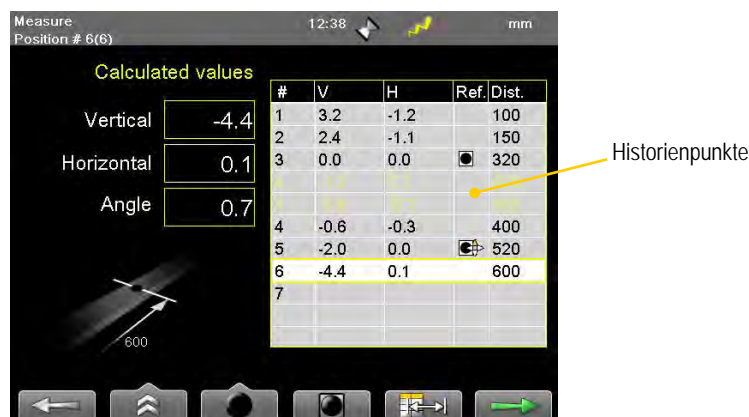 Measure 12:38 mm
Position # 6(6)
Calculated values
Vertical -4.4
Horizontal 0.1
Angle 0.7
600
# V H Ref. Dist.
1 3.2 -1.2 100
2 2.4 -1.1 150
3 0.0 0.0 320
4 -0.6 -0.3 400
5 -2.0 0.0 520
6 -4.4 0.1 600
7
Historienpunkte